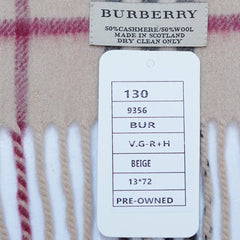 BURBERRY
50%CASHMERE/50%WOOL
MADE IN SCOTLAND
DRY CLEAN ONLY
130
9356
BUR
V.G-R+H
BEIGE
13*72
PRE-OWNED